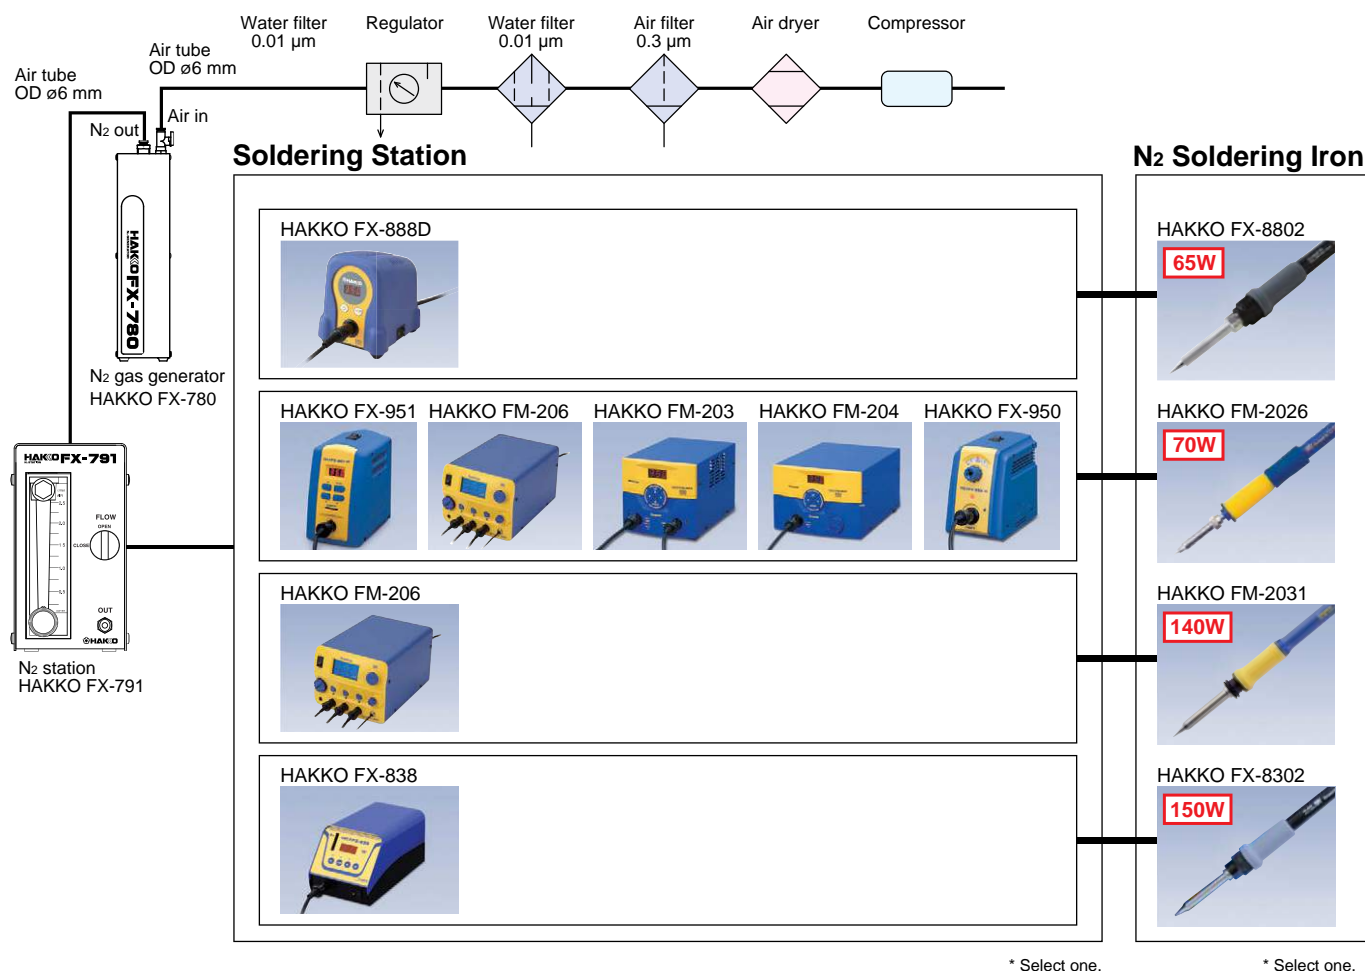 Water filter
0.01 µm
Regulator
Water filter
0.01 µm
Air filter
0.3 µm
Air dryer
Compressor
Air tube
OD ø6 mm
Air tube
OD ø6 mm
N2 out
Air in
HAKKO FX-780
N2 gas generator
HAKKO FX-780
HAKKO FX-791
FLOW
OPEN
CLOSE
OUT
HAKKO
N2 station
HAKKO FX-791
Soldering Station
HAKKO FX-888D
HAKKO FX-951
HAKKO FM-206
HAKKO FM-203
HAKKO FM-204
HAKKO FX-950
HAKKO FM-206
HAKKO FX-838
* Select one.
N2 Soldering Iron
HAKKO FX-8802
65W
HAKKO FM-2026
70W
HAKKO FM-2031
140W
HAKKO FX-8302
150W
* Select one.